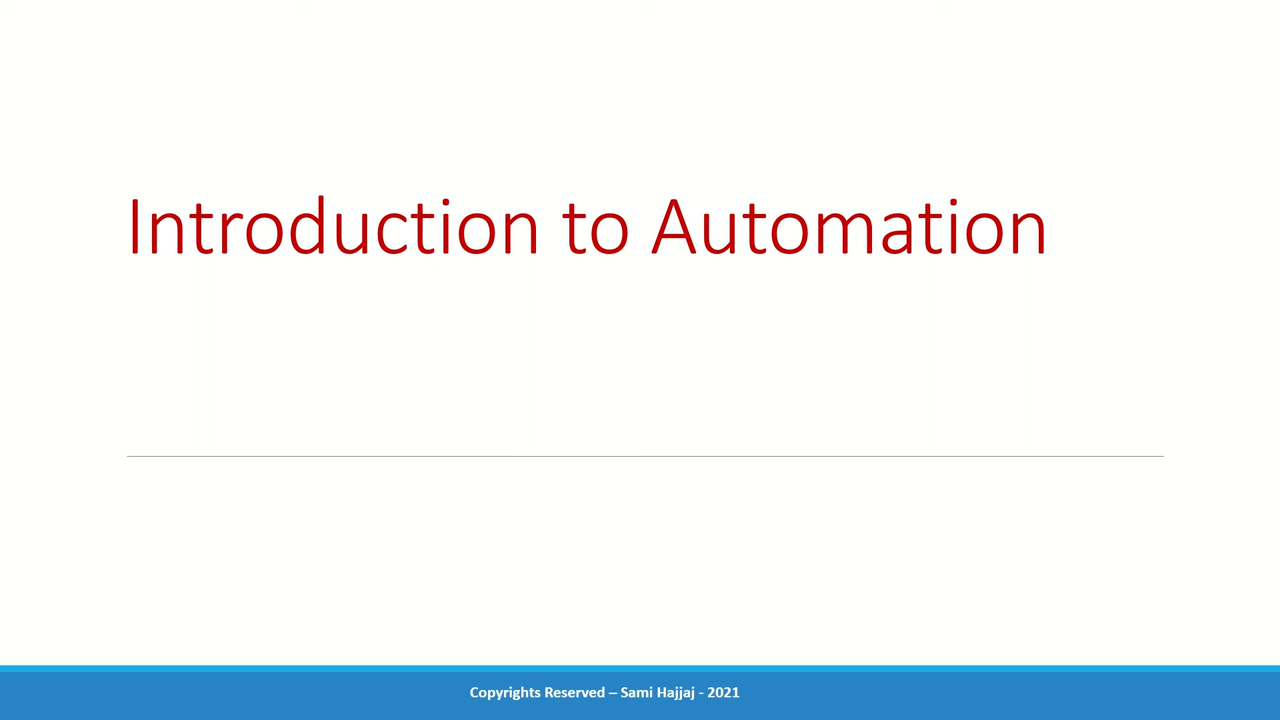 Introduction to Automation
Copyrights Reserved – Sami Hajjaj - 2021